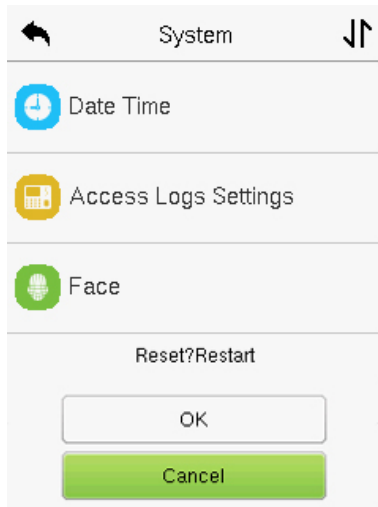 System
Date Time
Access Logs Settings
Face
Reset?Restart
OK
Cancel